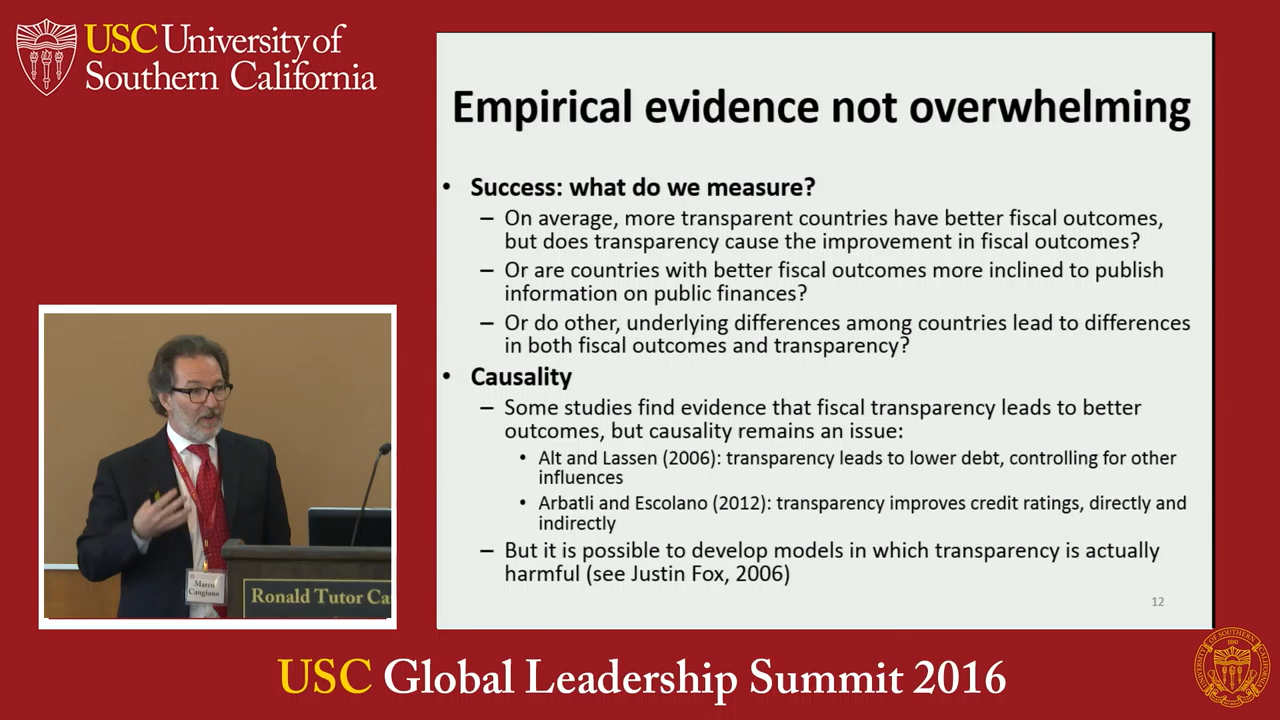 USC University of
Southern California
Empirical evidence not overwhelming
• Success: what do we measure?
– On average, more transparent countries have better fiscal outcomes,
but does transparency cause the improvement in fiscal outcomes?
– Or are countries with better fiscal outcomes more inclined to publish
information on public finances?
– Or do other, underlying differences among countries lead to differences
in both fiscal outcomes and transparency?
• Causality
– Some studies find evidence that fiscal transparency leads to better
outcomes, but causality remains an issue:
• Alt and Lassen (2006): transparency leads to lower debt, controlling for other
influences
• Arbatli and Escolano (2012): transparency improves credit ratings, directly and
indirectly
– But it is possible to develop models in which transparency is actually
harmful (see Justin Fox, 2006)
12
Marco
Cangiano
Ronald Tutor Ca
USC Global Leadership Summit 2016